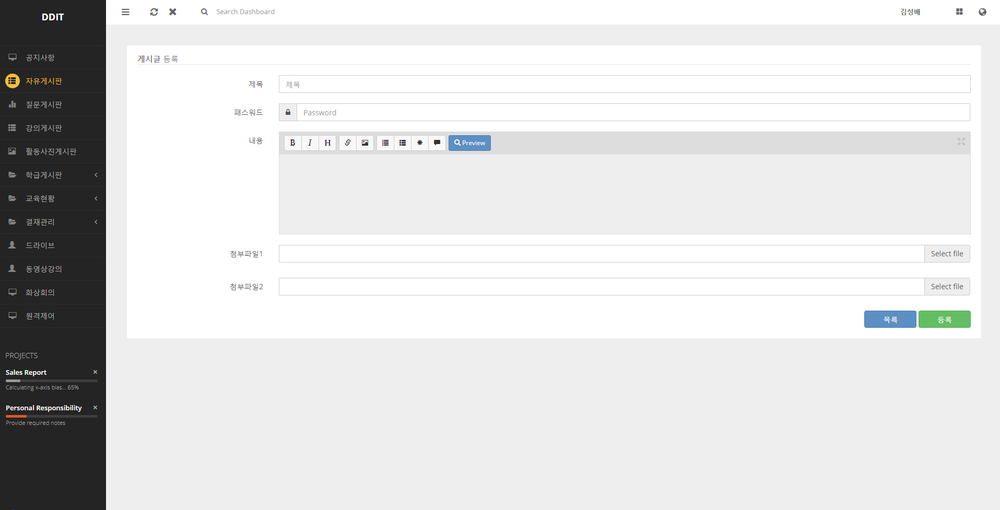 DDIT
Search Dashboard
김성배
공지사항
자유게시판
질문게시판
강의게시판
활동사진게시판
학급게시판
교육현황
결재관리
드라이브
동영상강의
화상회의
원격제어
PROJECTS
Sales Report
Calculating x-axis bias... 65%
Personal Responsibility
Provide required notes
게시글 등록
제목
제목
패스워드
Password
내용
B I H Preview
첨부파일1
Select file
첨부파일2
Select file
목록 등록